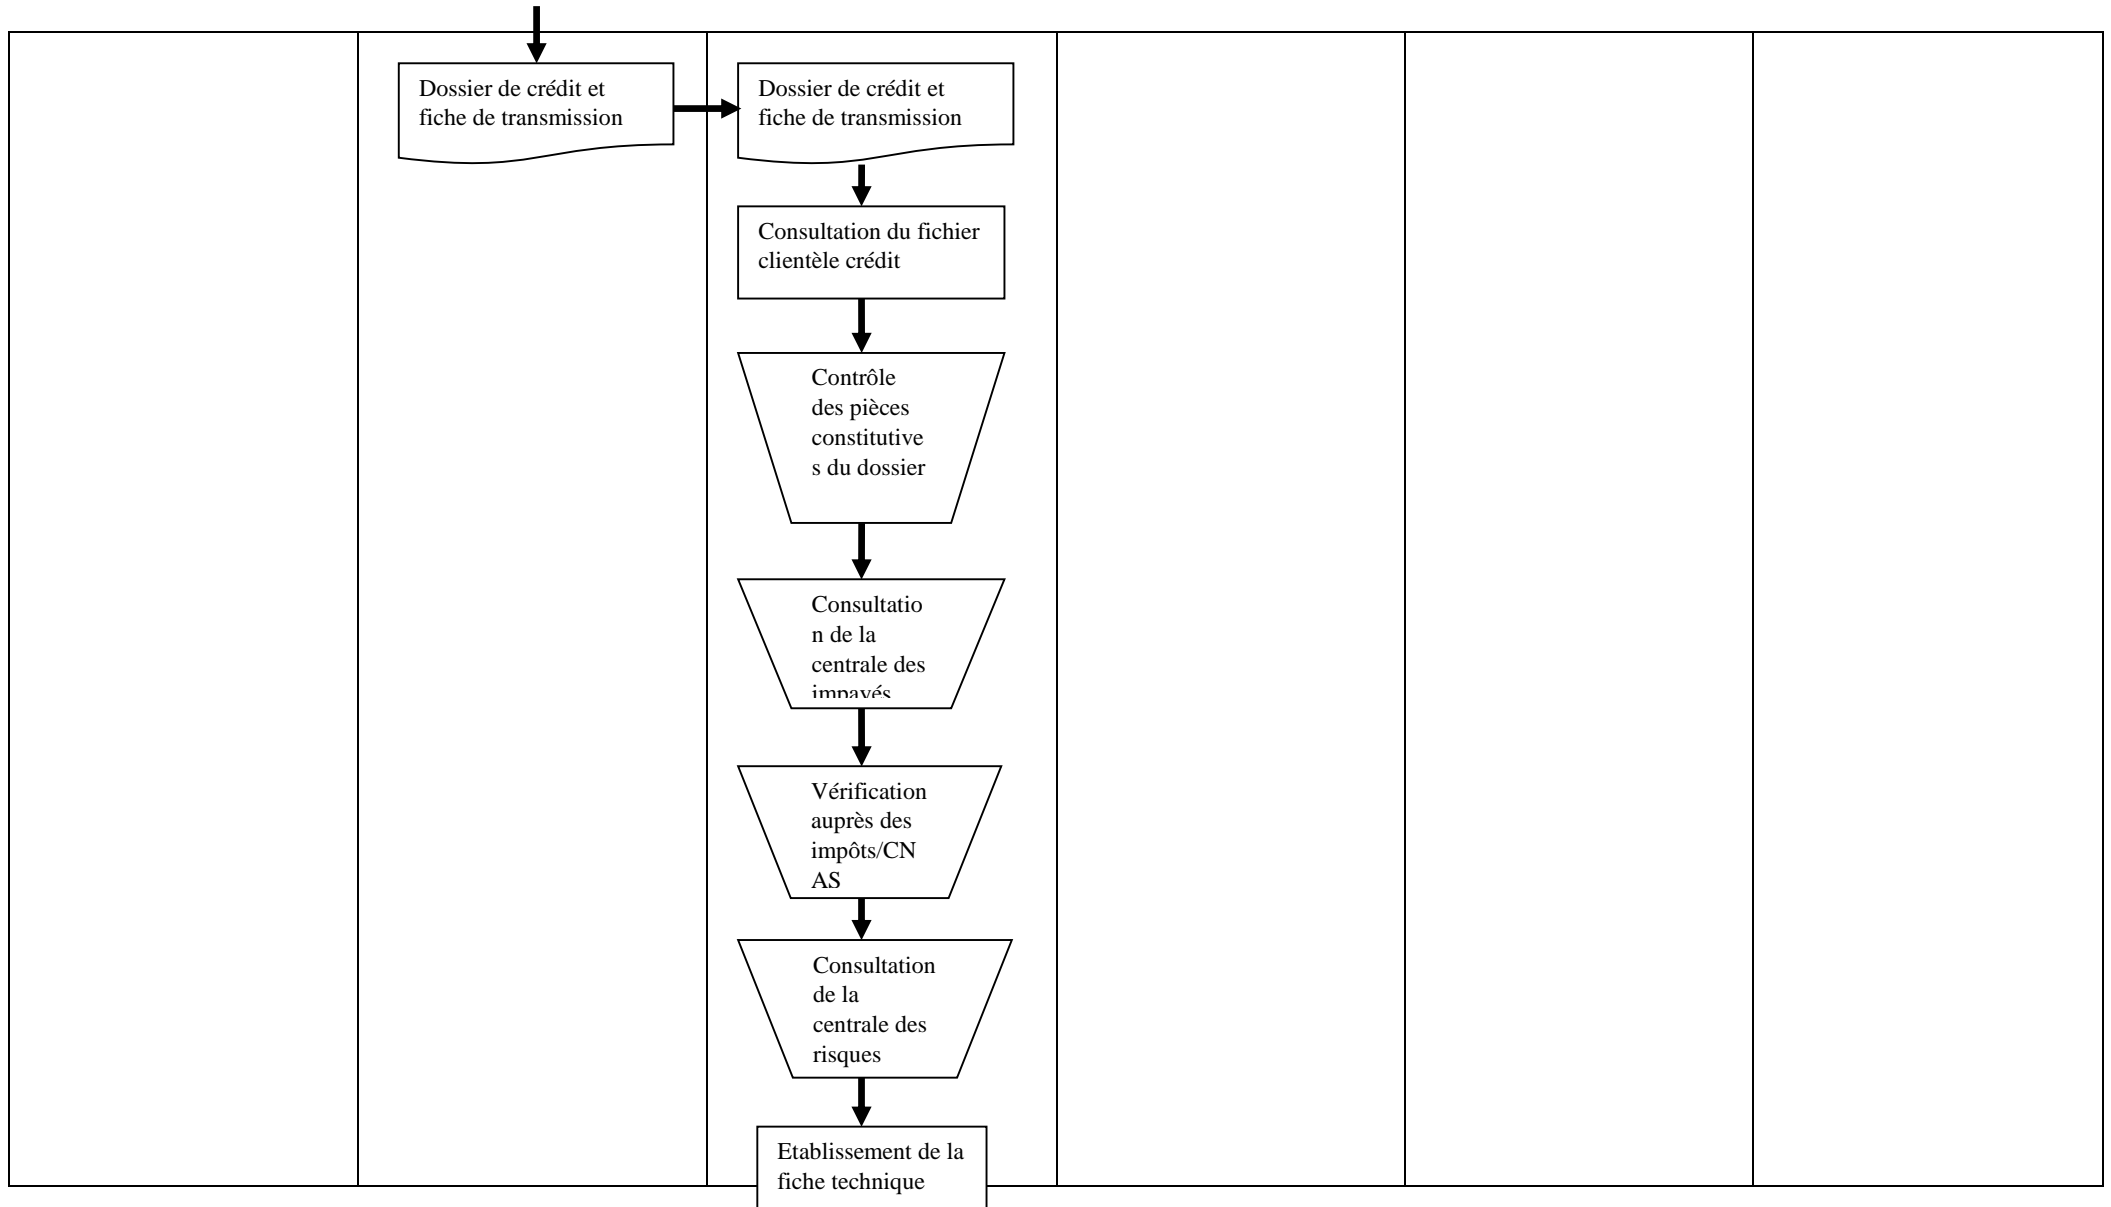 Dossier de crédit et
fiche de transmission
Dossier de crédit et
fiche de transmission
Consultation du fichier
clientèle crédit
Contrôle
des pièces
constitutive
s du dossier
Consultatio
n de la
centrale des
impayés
Vérification
auprès des
impôts/CN
AS
Consultation
de la
centrale des
risques
Etablissement de la
fiche technique